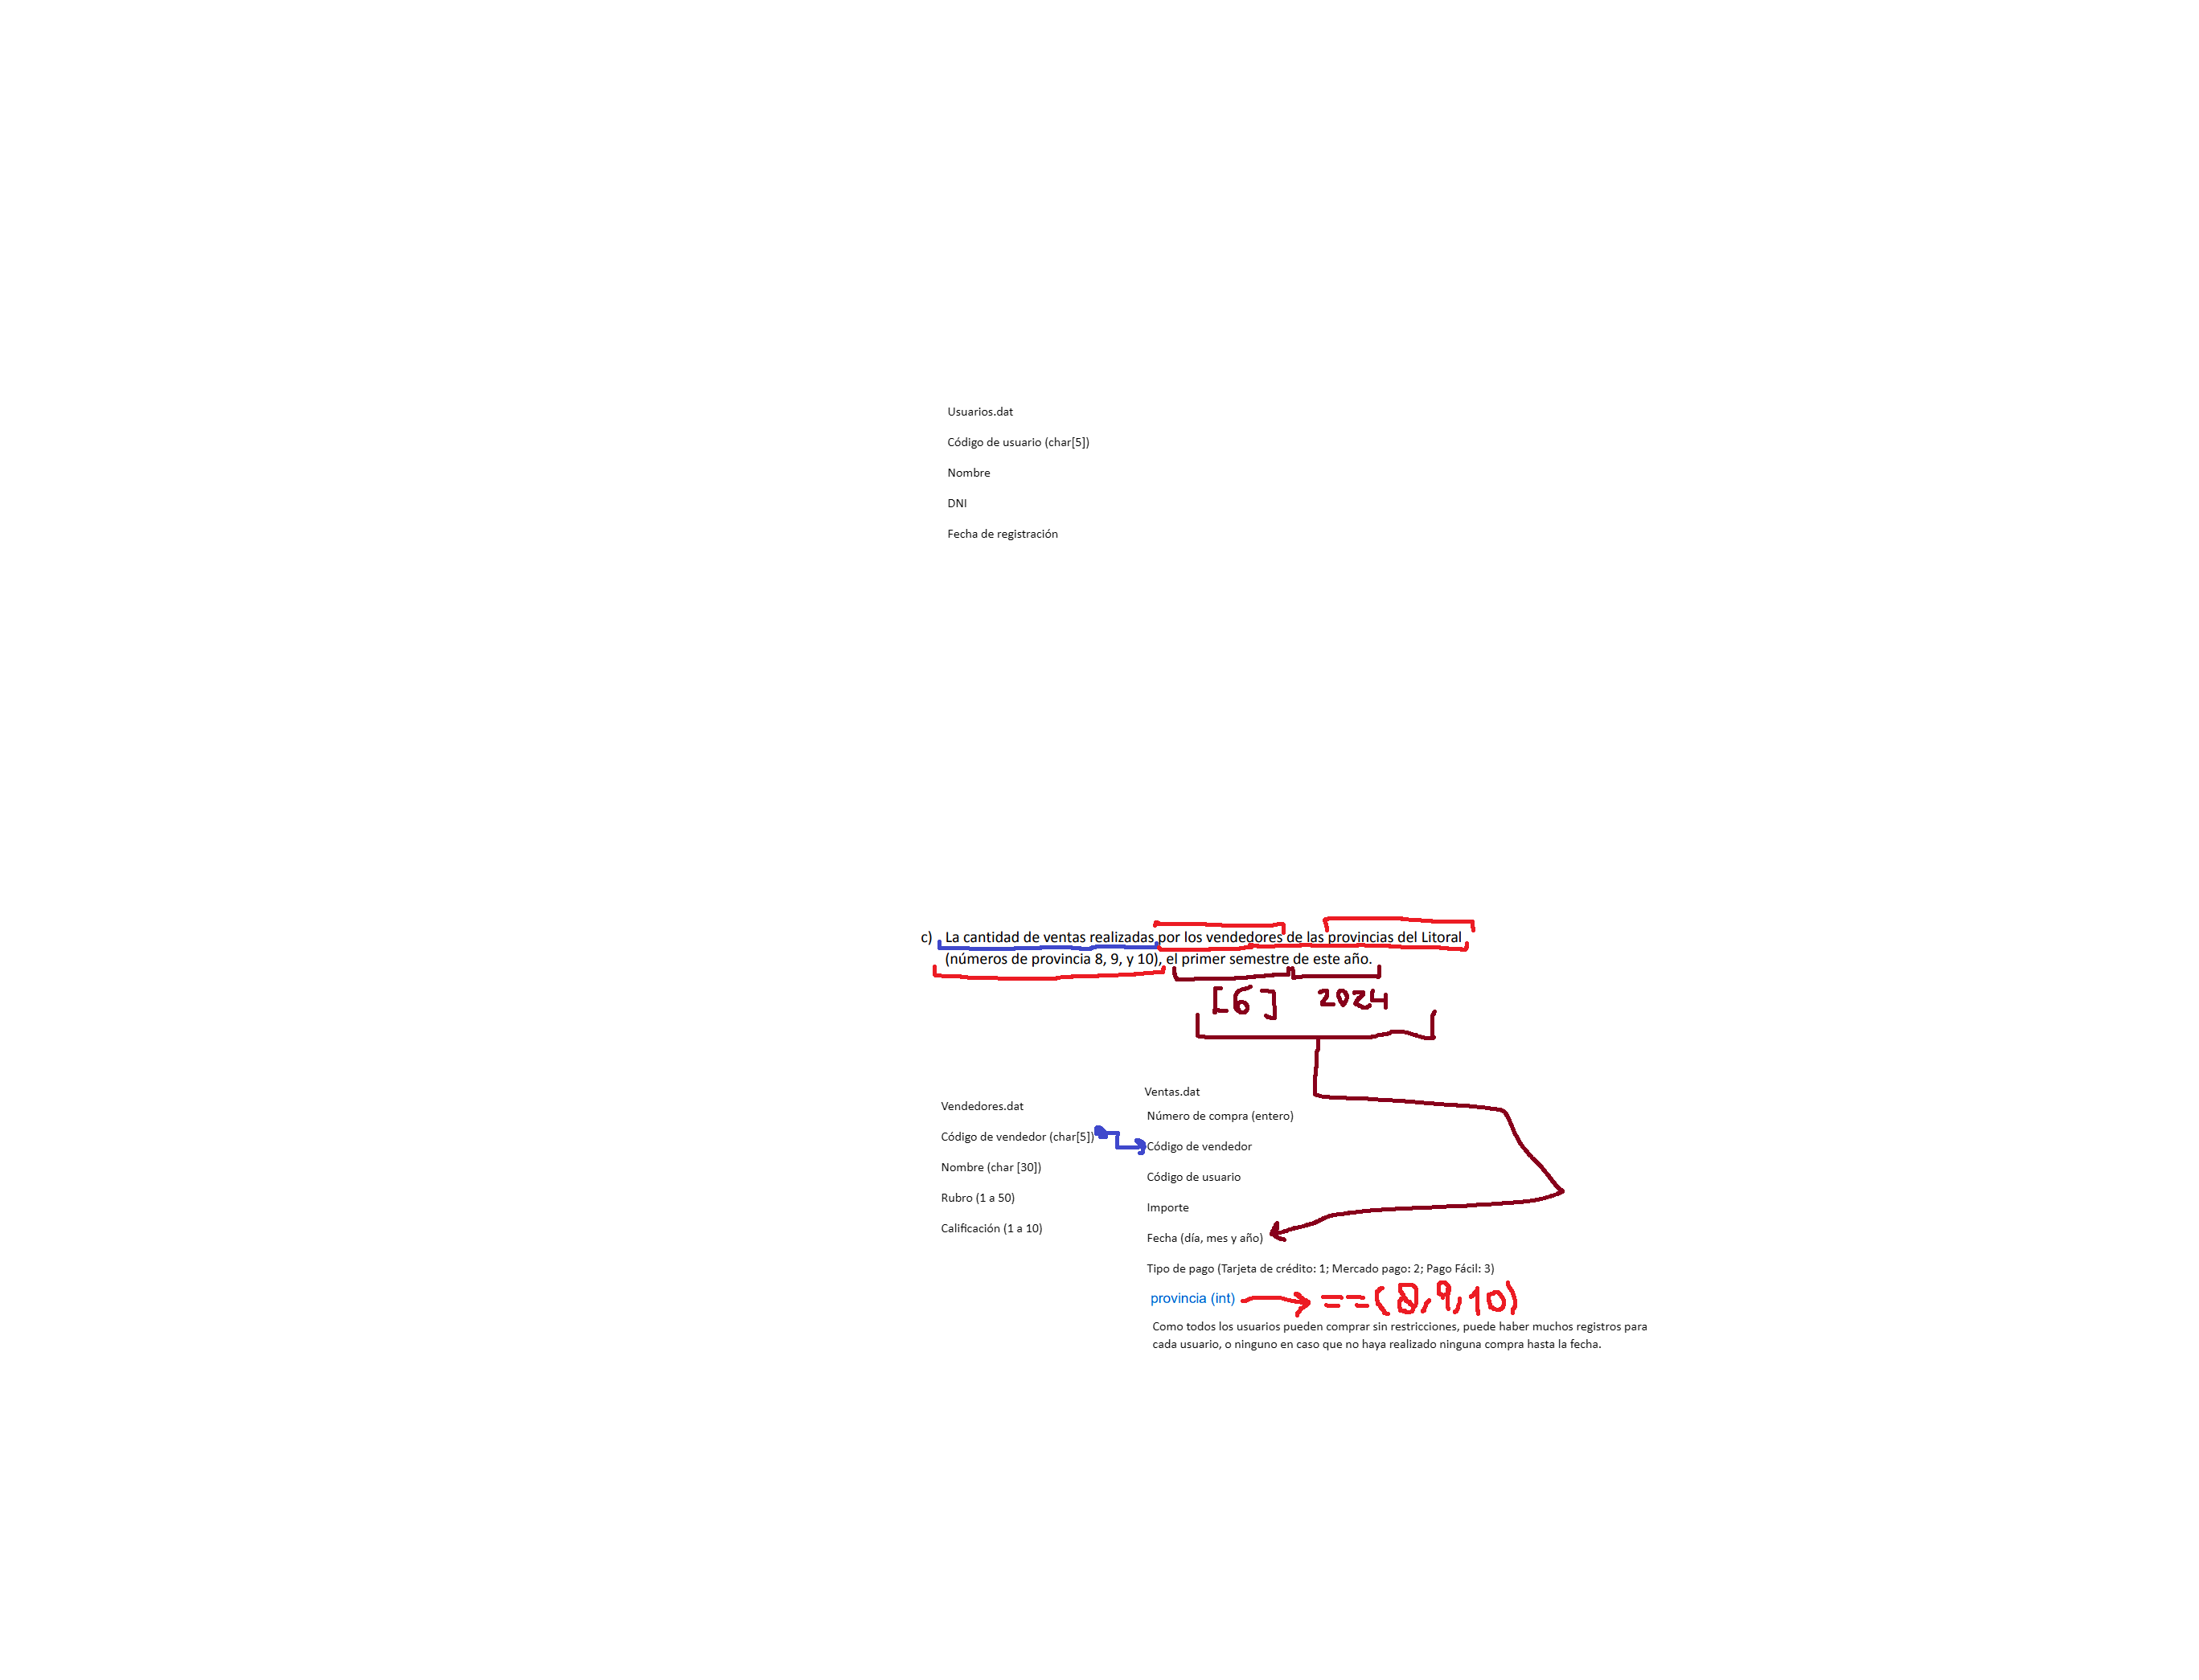 Usuarios.dat
Código de usuario (char[5])
Nombre
DNI
Fecha de registración
c) La cantidad de ventas realizadas por los vendedores de las provincias del Litoral
(números de provincia 8, 9, y 10), el primer semestre de este año.
[6] 2024
Vendedores.dat
Código de vendedor (char[5])
Nombre (char [30])
Rubro (1 a 50)
Calificación (1 a 10)
Ventas.dat
Número de compra (entero)
Código de vendedor
Código de usuario
Importe
Fecha (día, mes y año)
Tipo de pago (Tarjeta de crédito: 1; Mercado pago: 2; Pago Fácil: 3)
provincia (int) ==(8,9,10)
Como todos los usuarios pueden comprar sin restricciones, puede haber muchos registros para
cada usuario, o ninguno en caso que no haya realizado ninguna compra hasta la fecha.